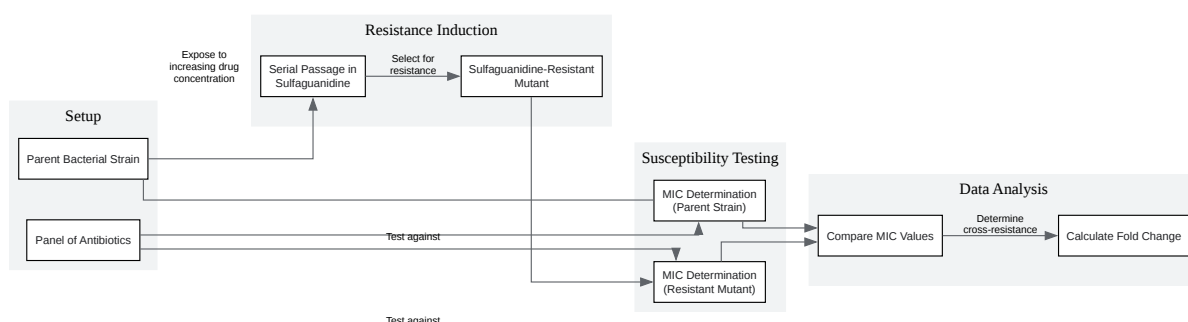 Resistance Induction
Expose to
increasing drug
concentration
Serial Passage in
Sulfaguanidine
Select for
resistance
Sulfaguanidine-Resistant
Mutant
Setup
Parent Bacterial Strain
Panel of Antibiotics
Susceptibility Testing
MIC Determination
(Parent Strain)
Test against
MIC Determination
(Resistant Mutant)
Test against
Data Analysis
Compare MIC Values
Determine
cross-resistance
Calculate Fold Change